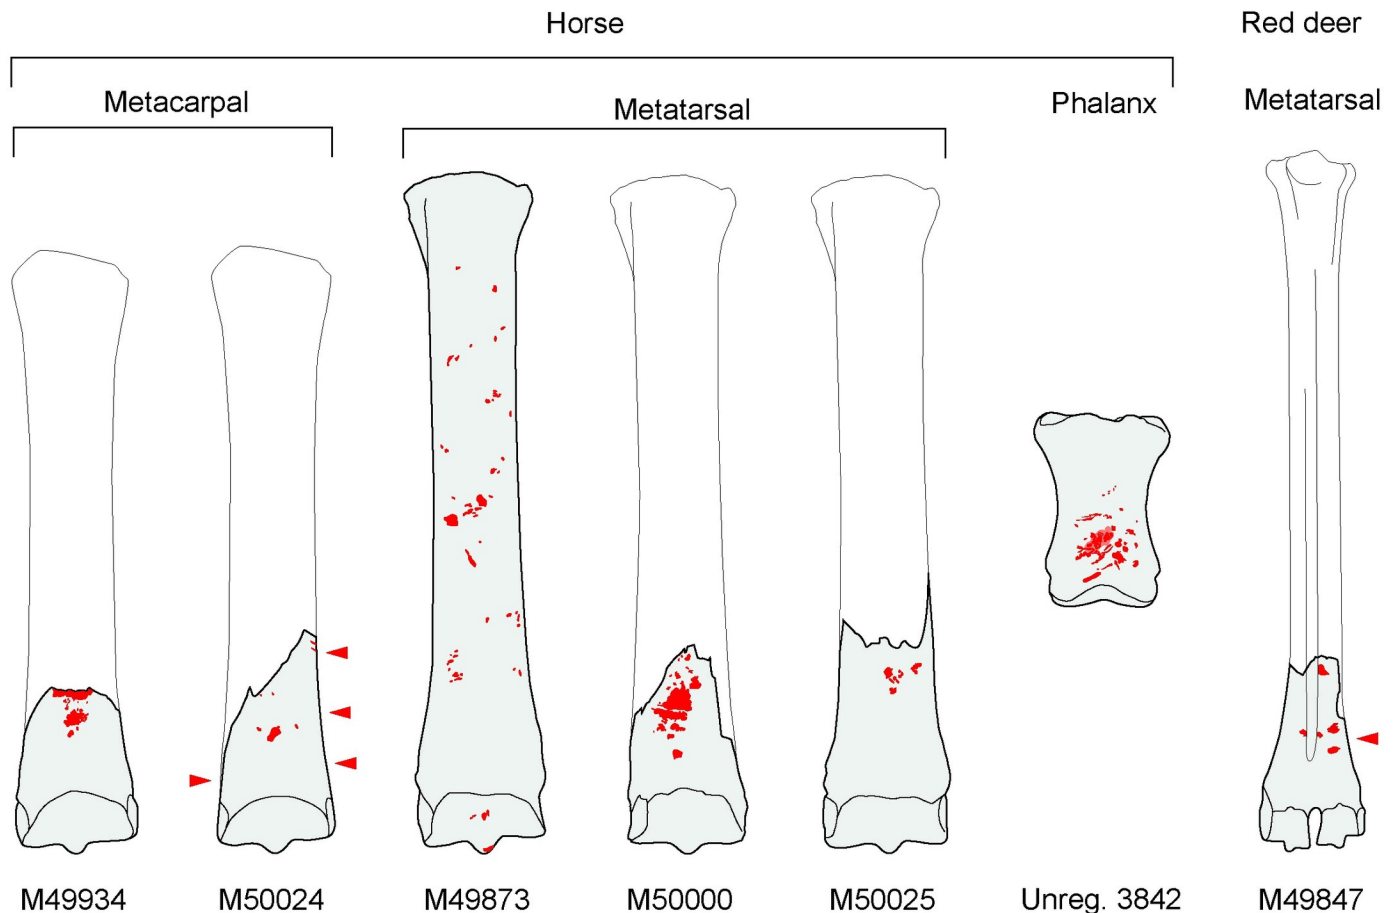 Horse Red deer
Metacarpal Metatarsal Phalanx Metatarsal
M49934 M50024 M49873 M50000 M50025 Unreg. 3842 M49847